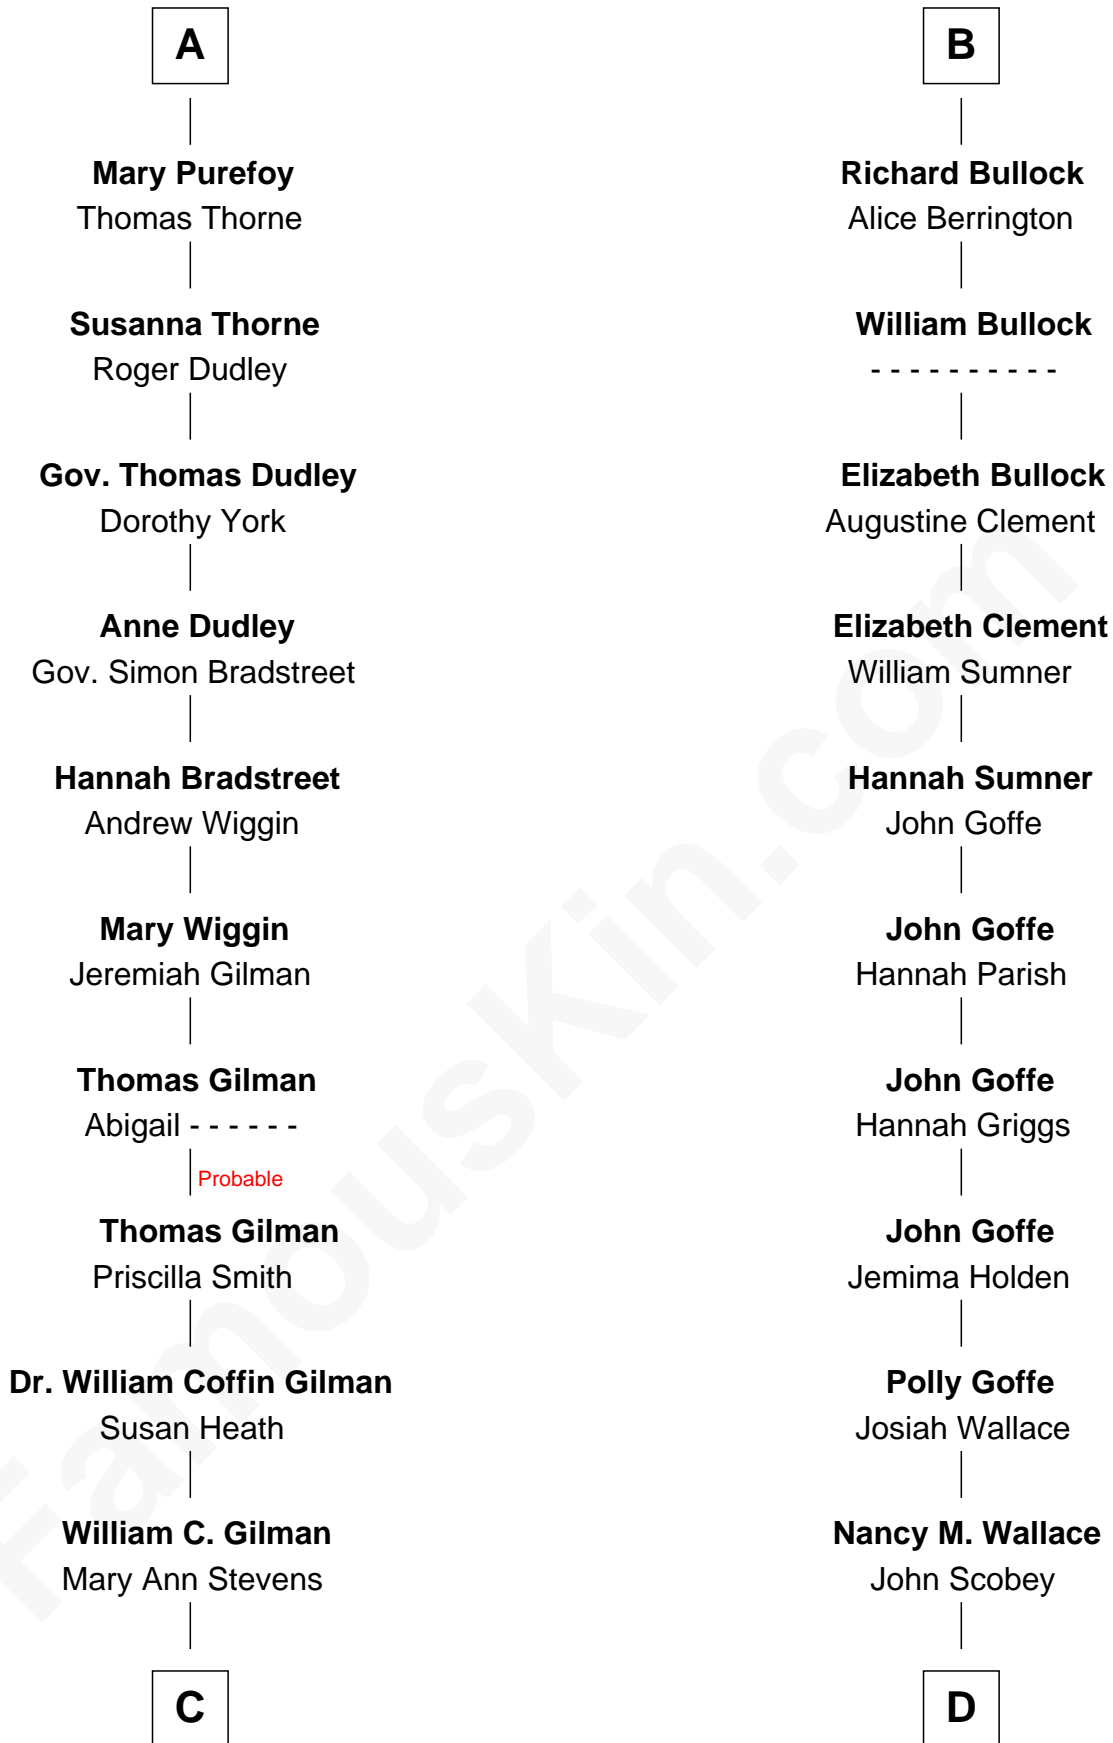 A
Mary Purefoy
Thomas Thorne
Susanna Thorne
Roger Dudley
Gov. Thomas Dudley
Dorothy York
Anne Dudley
Gov. Simon Bradstreet
Hannah Bradstreet
Andrew Wiggin
Mary Wiggin
Jeremiah Gilman
Thomas Gilman
Abigail - - - - - -
Probable
Thomas Gilman
Priscilla Smith
Dr. William Coffin Gilman
Susan Heath
William C. Gilman
Mary Ann Stevens
C
B
Richard Bullock
Alice Berrington
William Bullock
- - - - - - - - - -
Elizabeth Bullock
Augustine Clement
Elizabeth Clement
William Sumner
Hannah Sumner
John Goffe
John Goffe
Hannah Parish
John Goffe
Hannah Griggs
John Goffe
Jemima Holden
Polly Goffe
Josiah Wallace
Nancy M. Wallace
John Scobey
D
FamousKin.com